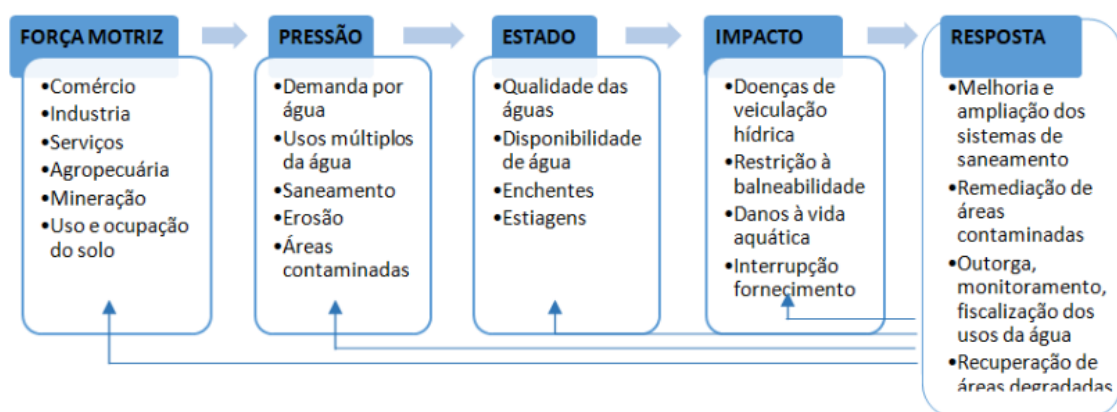 FORÇA MOTRIZ
•Comércio
•Industria
•Serviços
•Agropecuária
•Mineração
•Uso e ocupação
do solo
PRESSÃO
•Demanda por
água
•Usos múltiplos
da água
•Saneamento
•Erosão
•Áreas
contaminadas
ESTADO
•Qualidade das
águas
•Disponibilidade
de água
•Enchentes
•Estiagens
IMPACTO
•Doenças de
veiculação
hídrica
•Restrição à
balneabilidade
•Danos à vida
aquática
•Interrupção
fornecimento
RESPOSTA
•Melhoria e
ampliação dos
sistemas de
saneamento
•Remediação de
áreas
contaminadas
•Outorga,
monitoramento,
fiscalização dos
usos da água
•Recuperação de
áreas degradadas